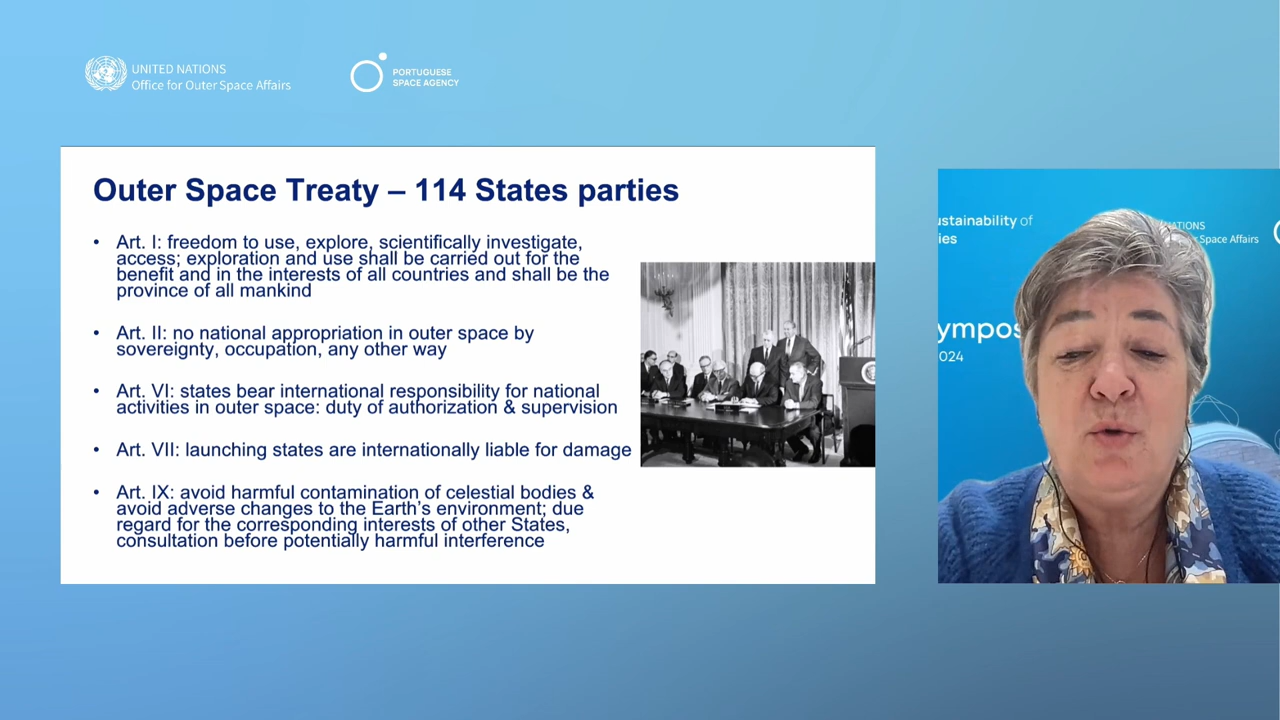 UNITED NATIONS
Office for Outer Space Affairs
PORTUGUESE
SPACE AGENCY
Outer Space Treaty – 114 States parties
• Art. I: freedom to use, explore, scientifically investigate,
access; exploration and use shall be carried out for the
benefit and in the interests of all countries and shall be the
province of all mankind
• Art. II: no national appropriation in outer space by
sovereignty, occupation, any other way
• Art. VI: states bear international responsibility for national
activities in outer space: duty of authorization & supervision
• Art. VII: launching states are internationally liable for damage
• Art. IX: avoid harmful contamination of celestial bodies &
avoid adverse changes to the Earth's environment; due
regard for the corresponding interests of other States,
consultation before potentially harmful interference
ustainability of
ies
NATIONS
Space Affairs
ympos
024